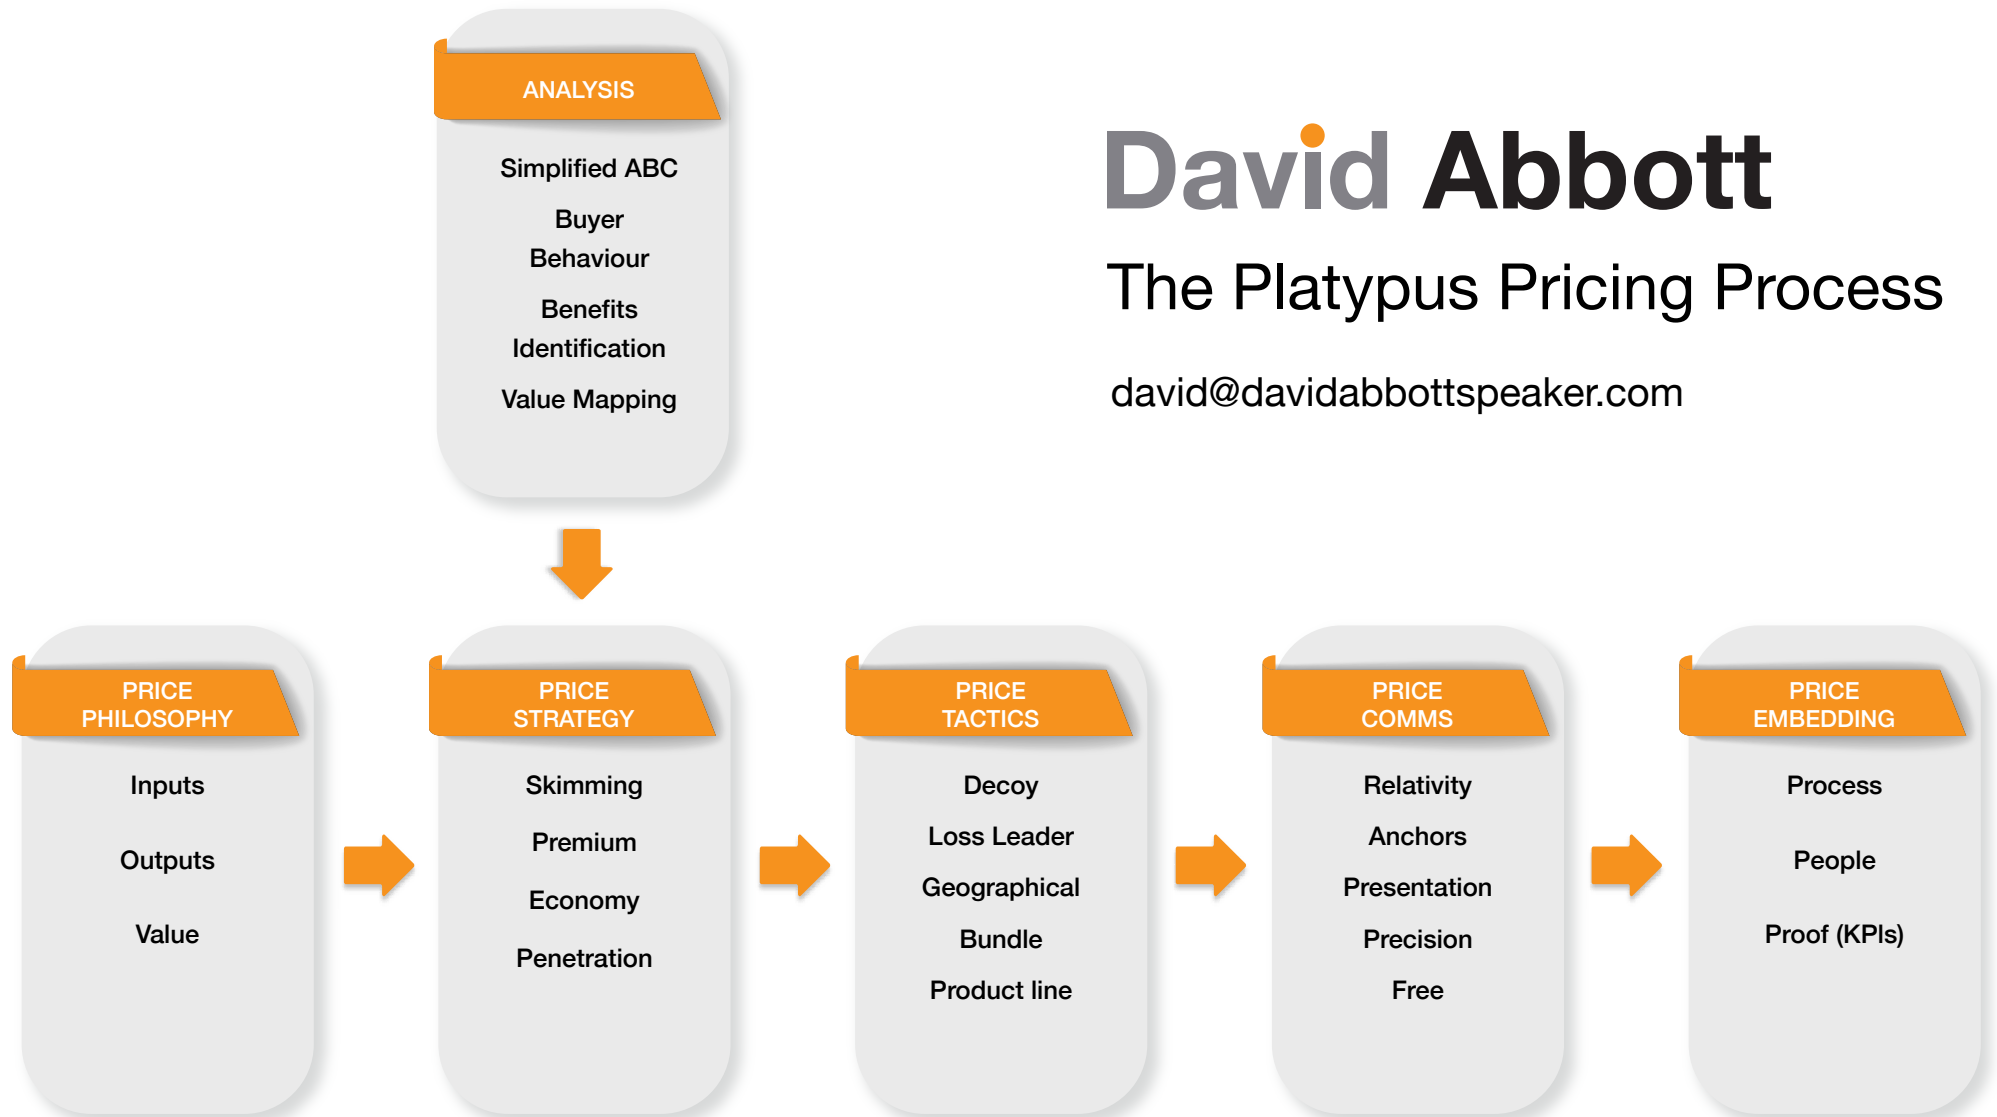 ANALYSIS
Simplified ABC
Buyer
Behaviour
Benefits
Identification
Value Mapping
David Abbott
The Platypus Pricing Process
david@davidabbottspeaker.com
PRICE
PHILOSOPHY
Inputs
Outputs
Value
PRICE
STRATEGY
Skimming
Premium
Economy
Penetration
PRICE
TACTICS
Decoy
Loss Leader
Geographical
Bundle
Product line
PRICE
COMMS
Relativity
Anchors
Presentation
Precision
Free
PRICE
EMBEDDING
Process
People
Proof (KPIs)